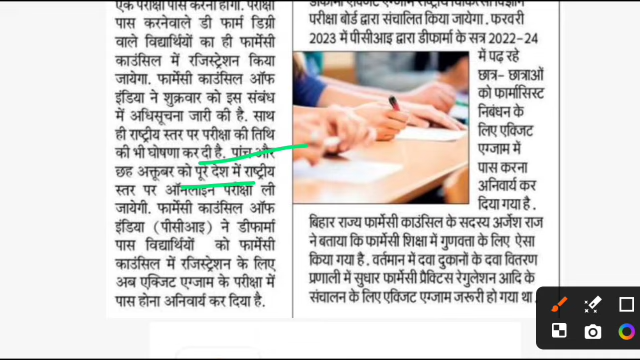 एक परीक्षा पास करना होगा. परीक्षा
पास करनेवाले डी फार्म डिग्री
वाले विद्यार्थियों का ही फार्मेसी
काउंसिल में रजिस्ट्रेशन किया
जायेगा. फार्मेसी काउंसिल ऑफ
इंडिया ने शुक्रवार को इस संबंध
में अधिसूचना जारी की है. साथ
ही राष्ट्रीय स्तर पर परीक्षा की तिथि
की भी घोषणा कर दी है. पांच और
छह अक्तूबर को पूरे देश में राष्ट्रीय
स्तर पर ऑनलाइन परीक्षा ली
जायेगी. फार्मेसी काउंसिल ऑफ
इंडिया (पीसीआइ) ने डीफार्मा
पास विद्यार्थियों को फार्मेसी
काउंसिल में रजिस्ट्रेशन के लिए
अब एक्जिट एग्जाम के परीक्षा में
पास होना अनिवार्य कर दिया है.
परीक्षा बोर्ड द्वारा संचालित किया जायेगा. फरवरी
2023 में पीसीआइ द्वारा डीफार्मा के सत्र 2022-24
में पढ़ रहे
छात्र- छात्राओं
को फार्मासिस्ट
निबंधन के
लिए एक्जिट
एग्जाम में
पास करना
अनिवार्य कर
दिया गया है.
बिहार राज्य फार्मेसी काउंसिल के सदस्य अर्जेश राज
ने बताया कि फार्मेसी शिक्षा में गुणवत्ता के लिए ऐसा
किया गया है. वर्तमान में दवा दुकानों के दवा वितरण
प्रणाली में सुधार फार्मेसी प्रैक्टिस रेगुलेशन आदि के
संचालन के लिए एक्जिट एग्जाम जरूरी हो गया था.